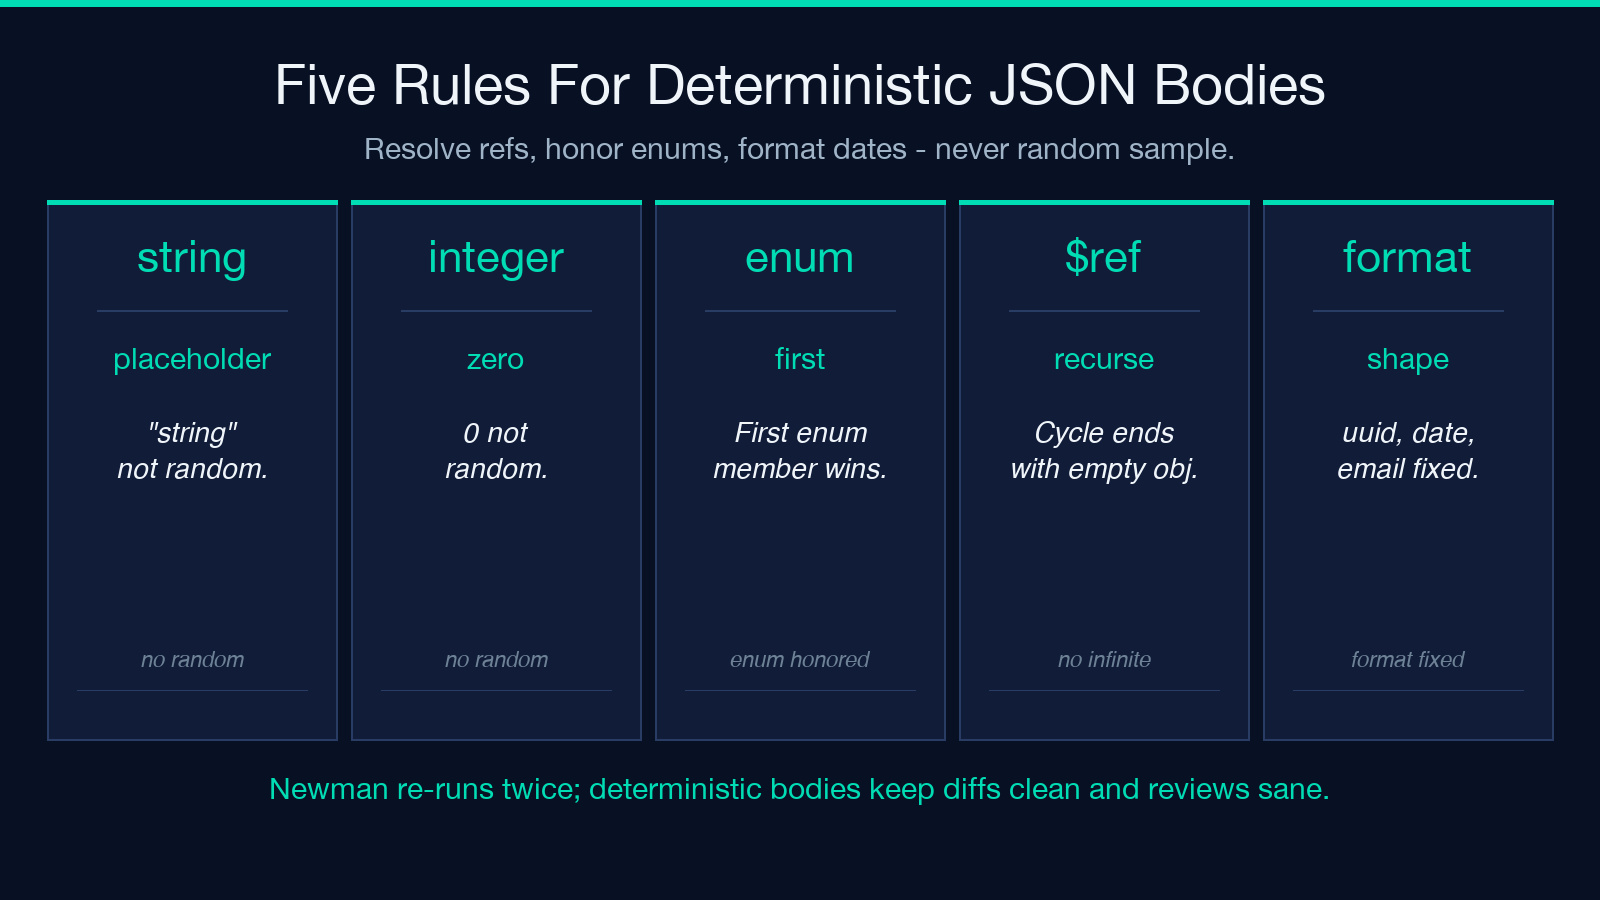 Five Rules For Deterministic JSON Bodies
Resolve refs, honor enums, format dates - never random sample.
string
placeholder
"string"
not random.
no random
integer
zero
0 not
random.
no random
enum
first
First enum
member wins.
enum honored
$ref
recurse
Cycle ends
with empty obj.
no infinite
format
shape
uuid, date,
email fixed.
format fixed
Newman re-runs twice; deterministic bodies keep diffs clean and reviews sane.